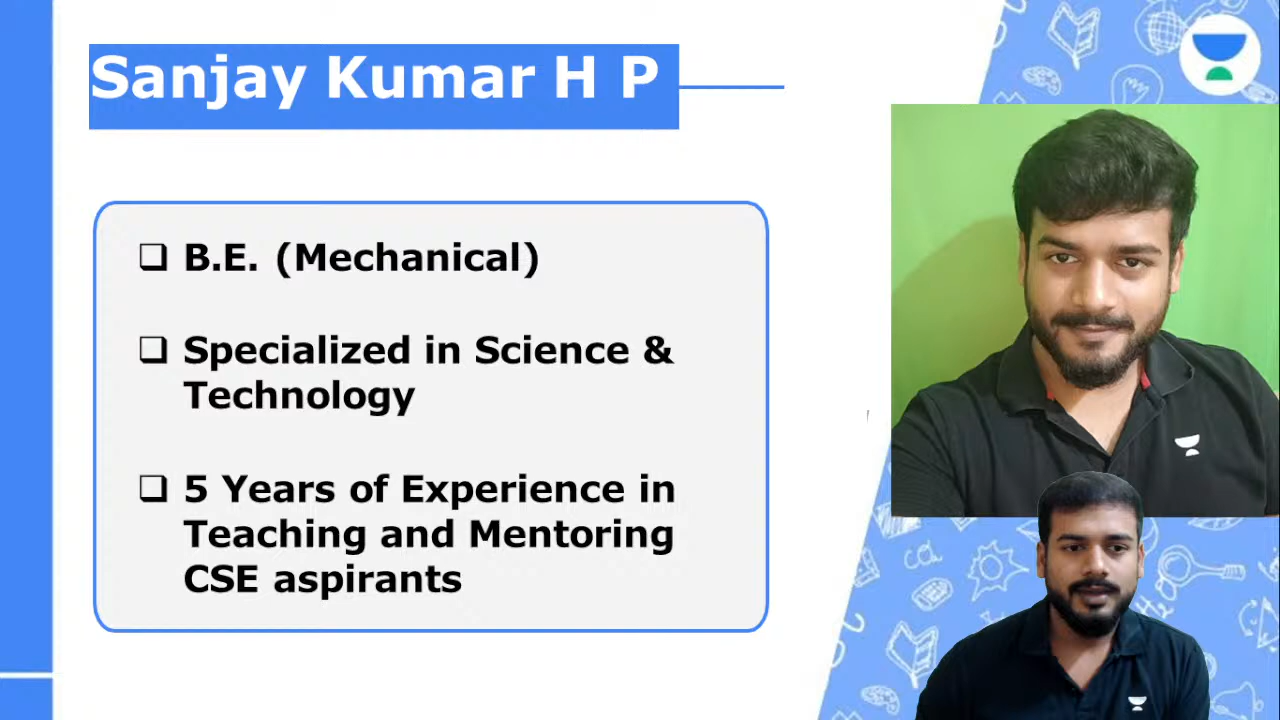 Sanjay Kumar H P
B.E. (Mechanical)
Specialized in Science &
Technology
5 Years of Experience in
Teaching and Mentoring
CSE aspirants